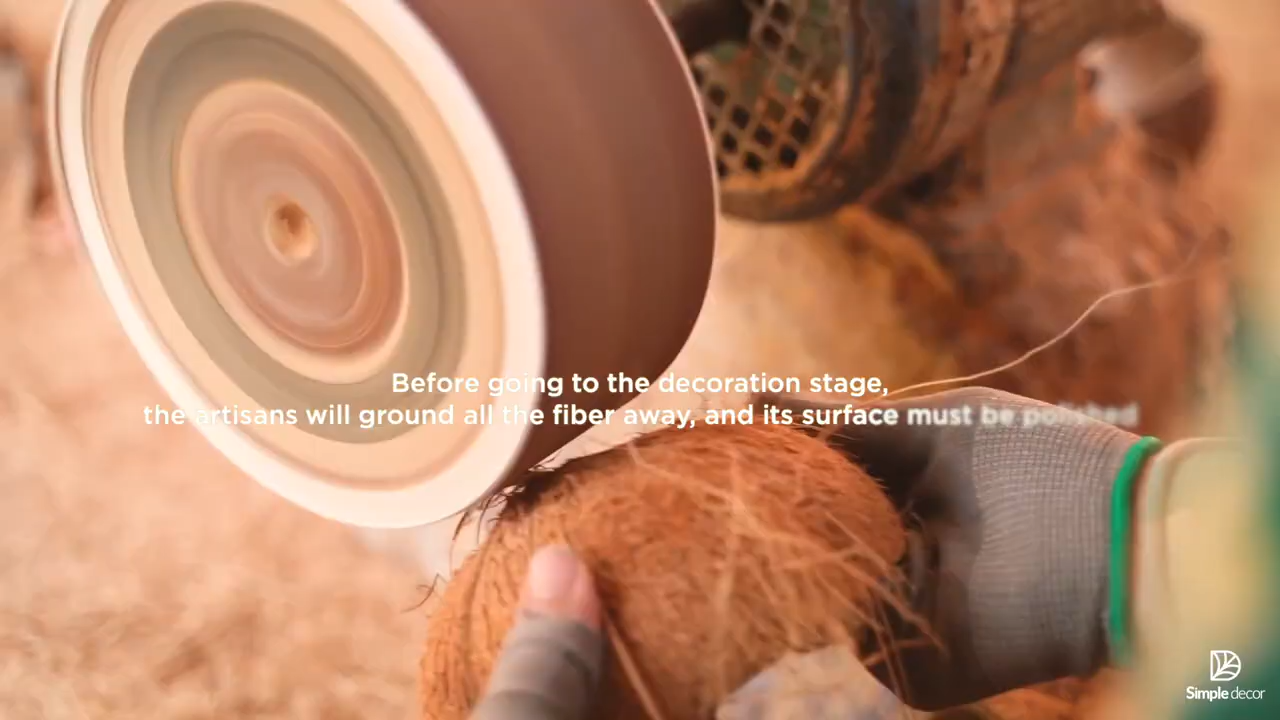 Before going to the decoration stage,
the artisans will ground all the fiber away, and its surface must be polished
Simple decor